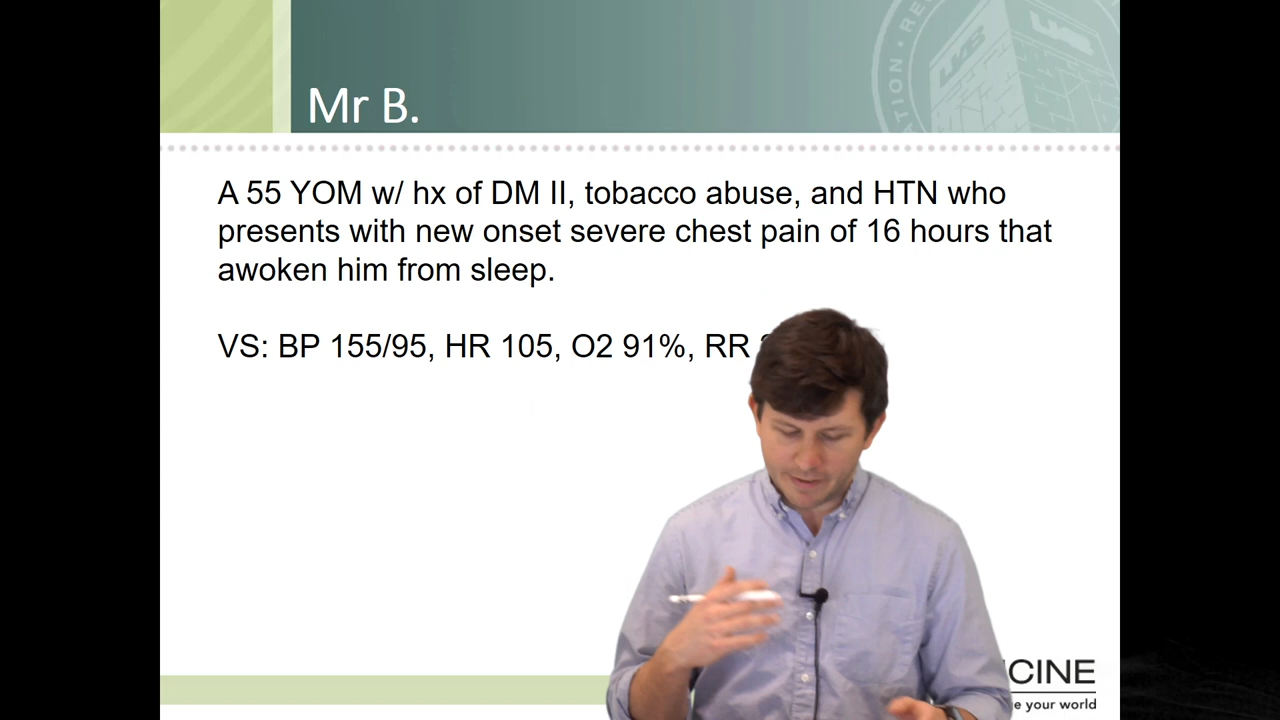 Mr B.
A 55 YOM w/ hx of DM II, tobacco abuse, and HTN who
presents with new onset severe chest pain of 16 hours that
awoken him from sleep.
VS: BP 155/95, HR 105, O2 91%, RR
UAB
your world